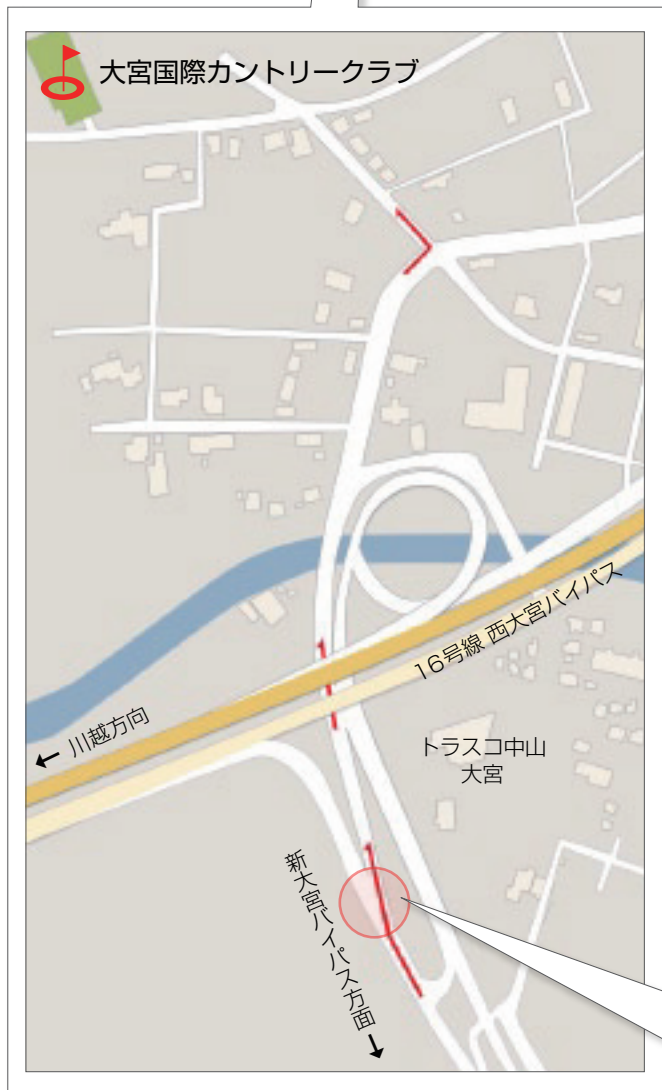 大宮国際カントリークラブ
16号線 西大宮バイパス
← 川越方向
トラスコ中山
大宮
新大宮バイパス方面 →